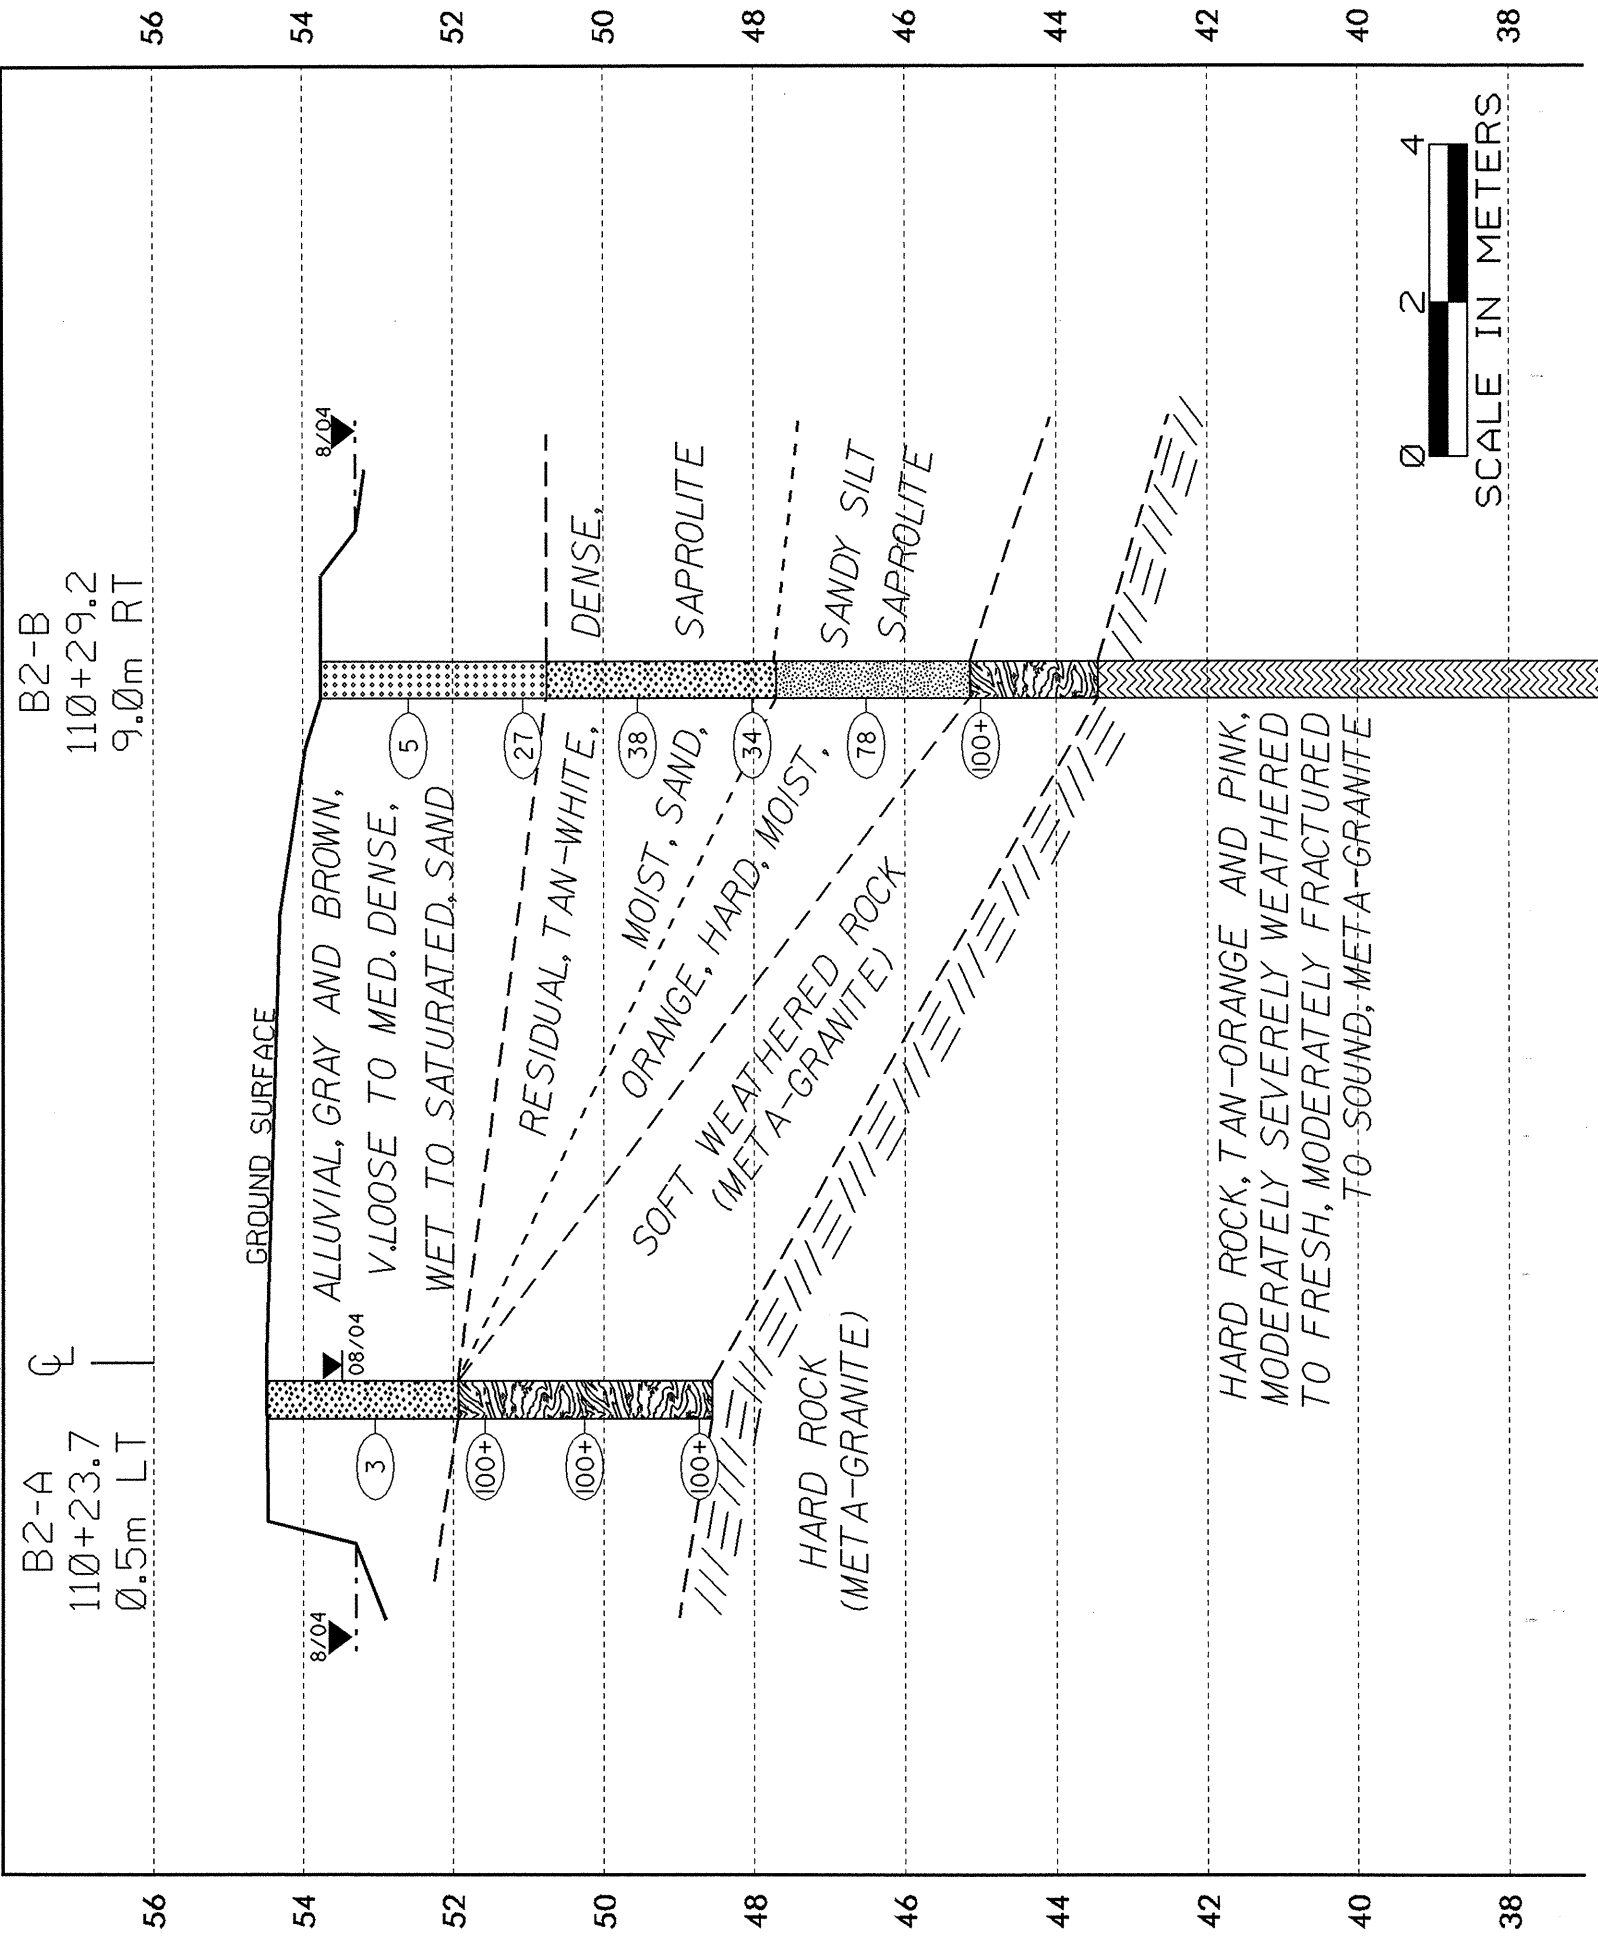 B2-A
110+23.7
0.5m LT
CL
B2-B
110+29.2
9.0m RT
56
54
52
50
48
46
44
42
40
38
56
54
52
50
48
46
44
42
40
38
8/04
08/04
8/04
GROUND SURFACE
ALLUVIAL, GRAY AND BROWN,
V.LOOSE TO MED. DENSE,
WET TO SATURATED, SAND
3
100+
100+
100+
5
27
38
34
78
100+
RESIDUAL, TAN-WHITE, DENSE,
MOIST, SAND, SAPROLITE
ORANGE, HARD, MOIST, SANDY SILT
SAPROLITE
SOFT WEATHERED ROCK
(META-GRANITE)
HARD ROCK
(META-GRANITE)
HARD ROCK, TAN-ORANGE AND PINK,
MODERATELY SEVERELY WEATHERED
TO FRESH, MODERATELY FRACTURED
TO SOUND, META-GRANITE
0 2 4
SCALE IN METERS